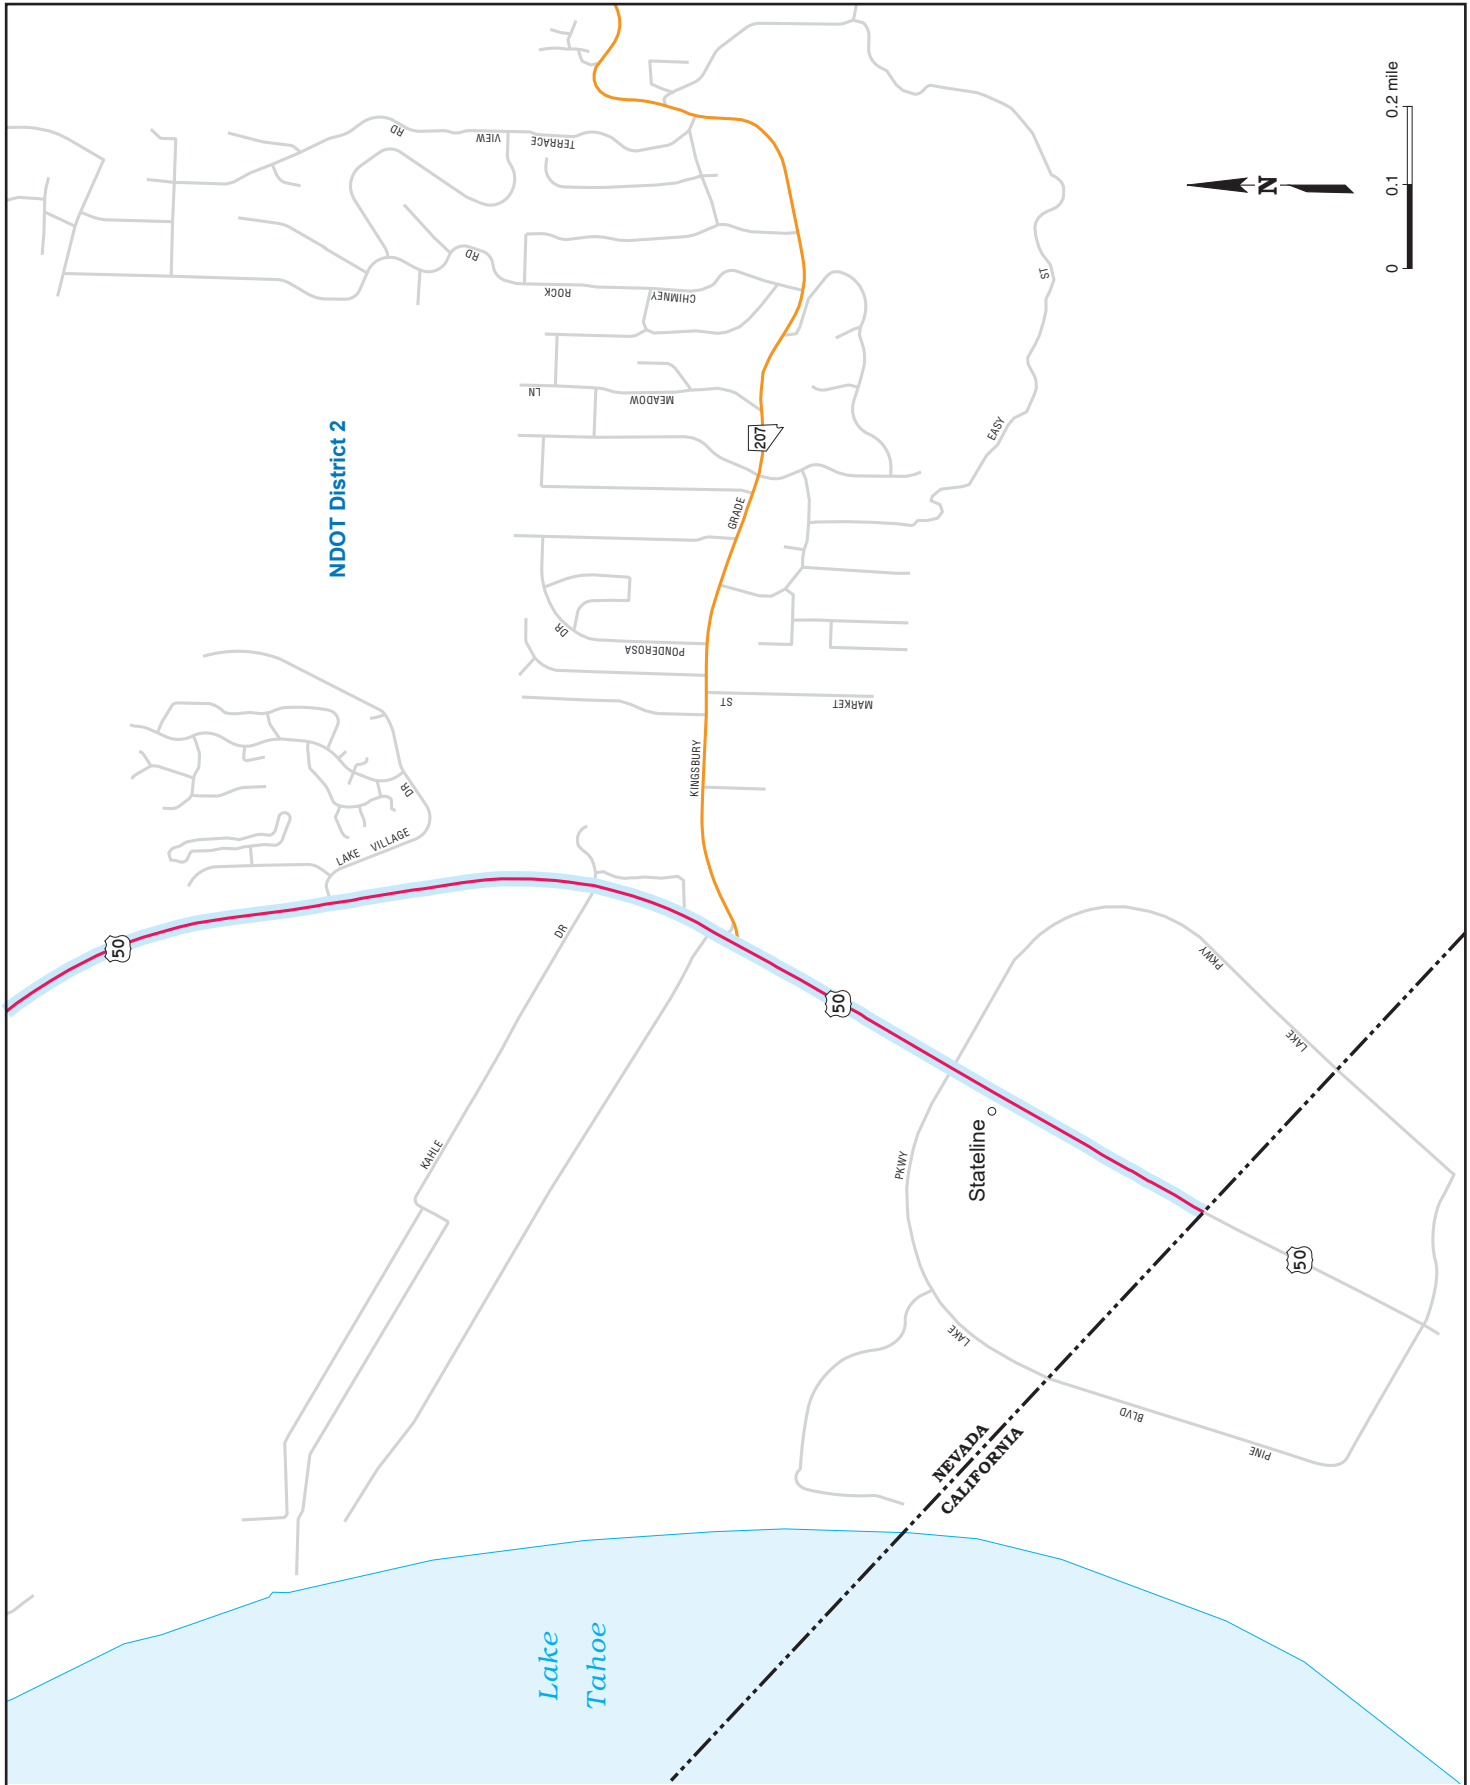 RD
VIEW
TERRACE
RD
ROCK
CHIMNEY
LN
MEADOW
207
GRADE
EASY
ST
NDOT District 2
DR
PONDEROSA
ST
MARKET
KINGSBURY
DR
LAKE VILLAGE
50
DR
KAHLE
50
PKWY
LAKE
PKWY
Stateline
LAKE
50
BLVD
PINE
NEVADA
CALIFORNIA
Lake
Tahoe
N
0 0.1 0.2 mile